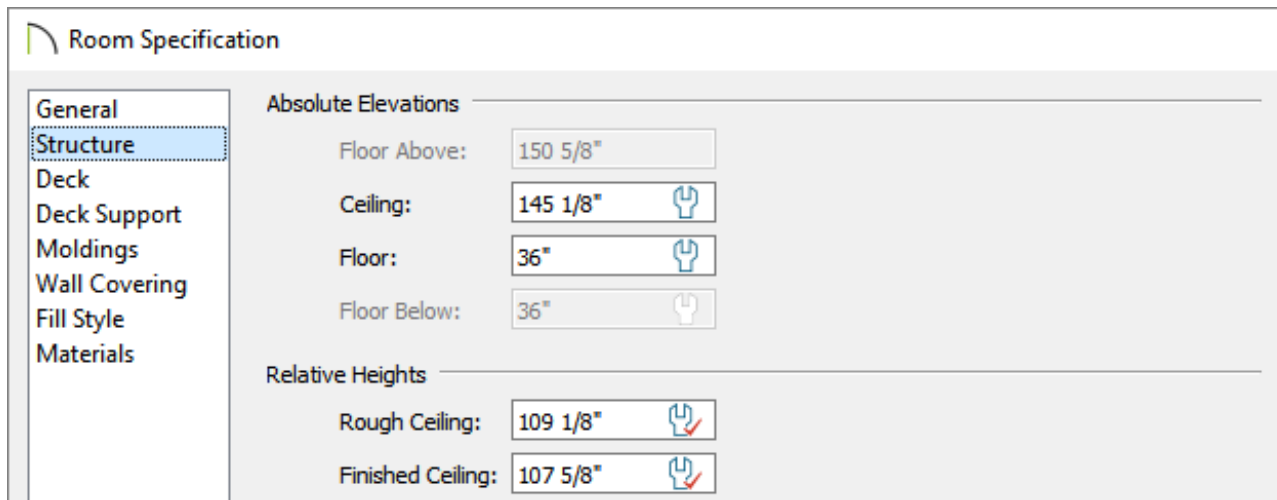 Room Specification
General
Structure
Deck
Deck Support
Moldings
Wall Covering
Fill Style
Materials
Absolute Elevations
Floor Above: 150 5/8"
Ceiling: 145 1/8"
Floor: 36"
Floor Below: 36"
Relative Heights
Rough Ceiling: 109 1/8"
Finished Ceiling: 107 5/8"